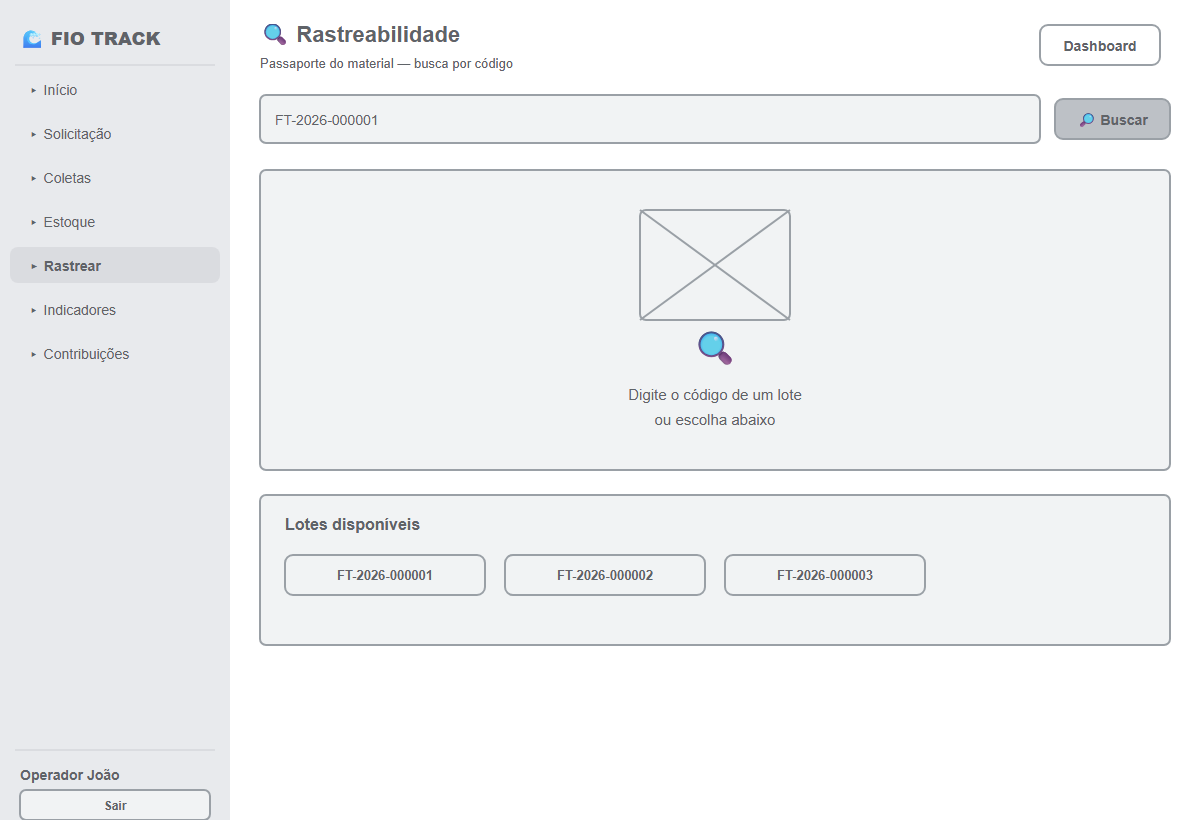 FIO TRACK
Início
Solicitação
Coletas
Estoque
Rastrear
Indicadores
Contribuições
Operador João
Sair
Rastreabilidade
Passaporte do material — busca por código
Dashboard
FT-2026-000001
Buscar
Digite o código de um lote
ou escolha abaixo
Lotes disponíveis
FT-2026-000001
FT-2026-000002
FT-2026-000003